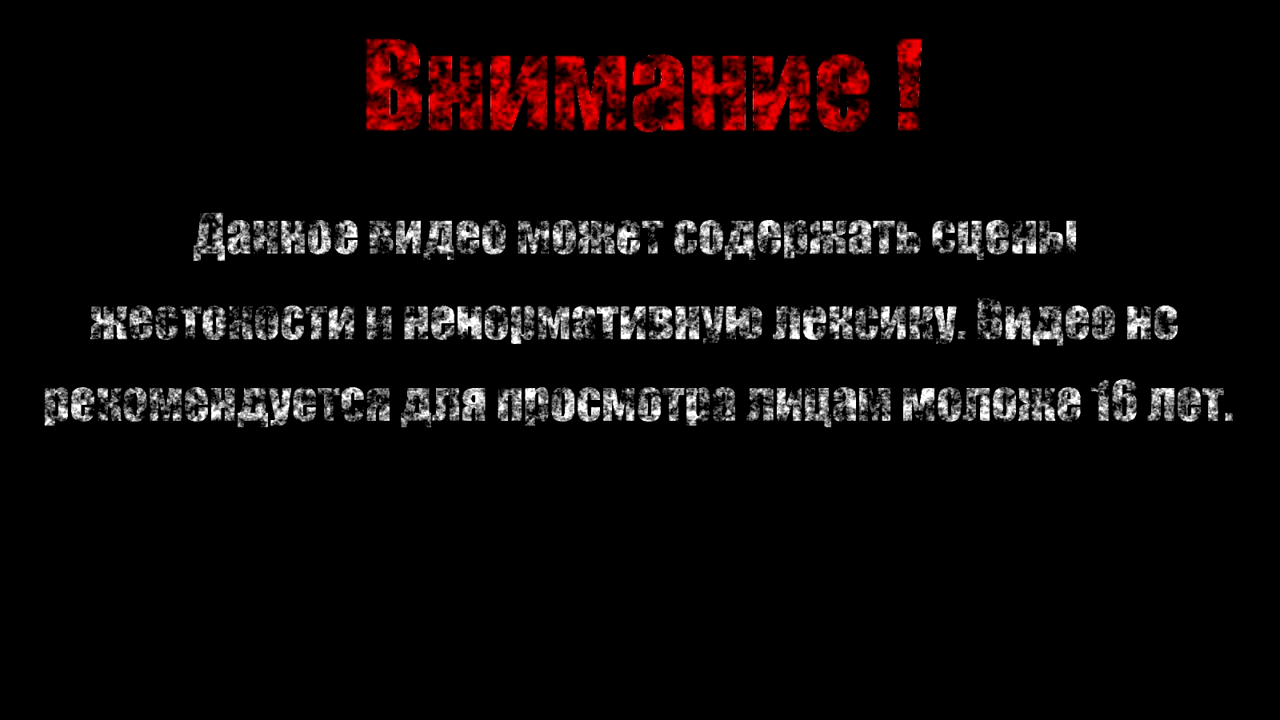 Внимание !
Данное видео может содержать сцены
жестокости и ненормативную лексику. Видео не
рекомендуется для просмотра лицам моложе 16 лет.